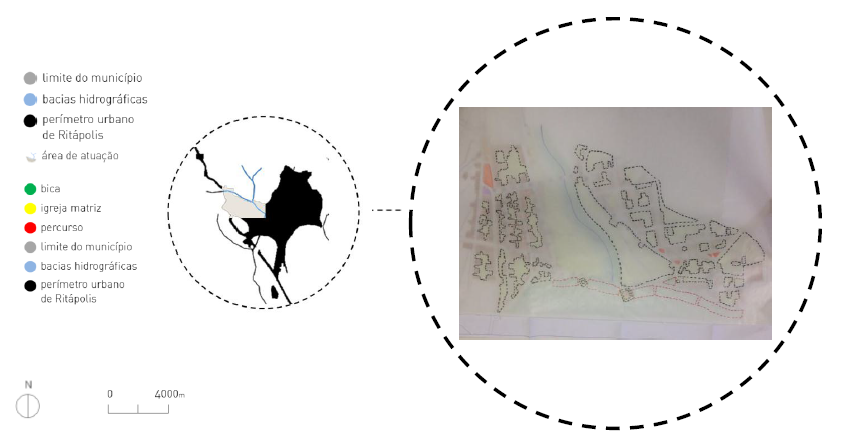 limite do município
bacias hidrográficas
perímetro urbano
de Ritápolis
área de atuação
bica
igreja matriz
percurso
limite do município
bacias hidrográficas
perímetro urbano
de Ritápolis
N
0 4000m